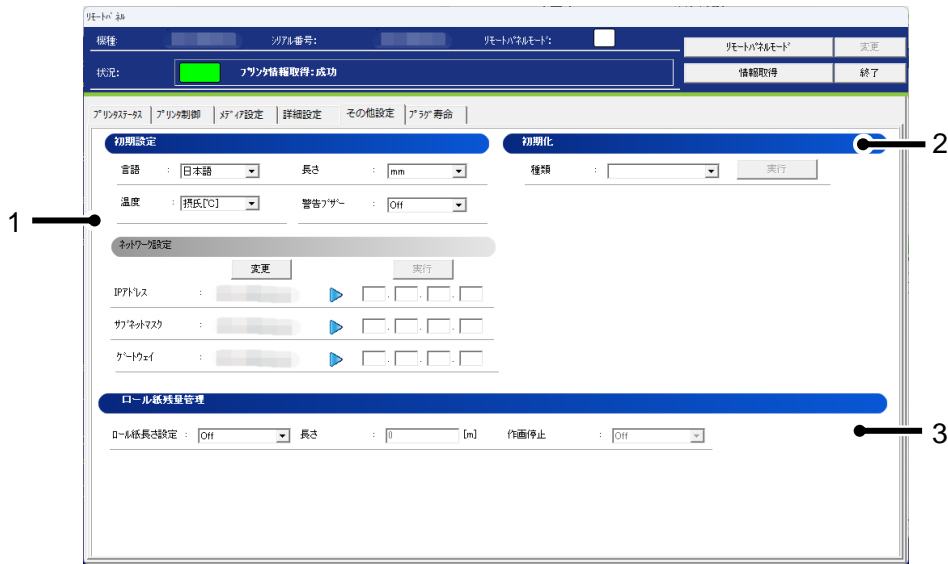 リモートパネル
機種: シリアル番号: リモートパネルモード: リモートパネルモード 変更
状況: プリンタ情報取得:成功 情報取得 終了
プリンタステータス プリンタ制御 メディア設定 詳細設定 その他設定 プラグ寿命
初期設定 初期化 2
言語 : 日本語 長さ : mm 種類 : 実行
温度 : 摂氏[℃] 警告ブザー : Off
1
ネットワーク設定
変更 実行
IPアドレス : . . .
サブネットマスク : . . .
ゲートウェイ : . . .
ロール紙残量管理
ロール紙長さ設定 : Off 長さ : 0 [m] 作画停止 : Off 3